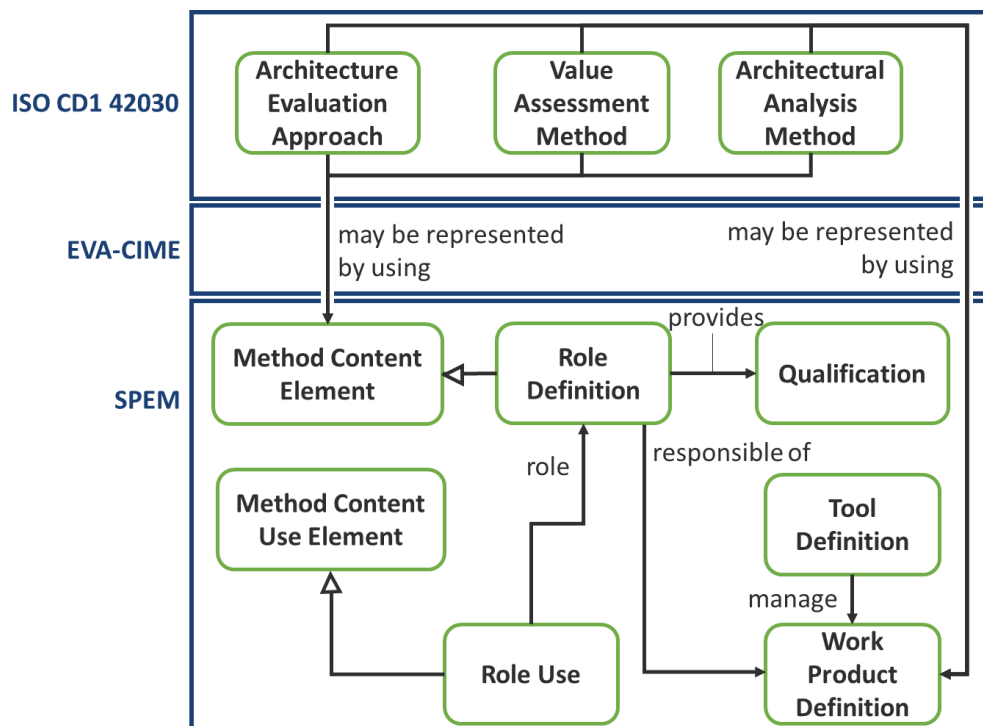 ISO CD1 42030
Architecture
Evaluation
Approach
Value
Assessment
Method
Architectural
Analysis
Method
EVA-CIME
may be represented
by using
may be represented
by using
SPEM
Method Content
Element
Role
Definition
provides
Qualification
role
responsible of
Method Content
Use Element
Tool
Definition
manage
Role Use
Work
Product
Definition